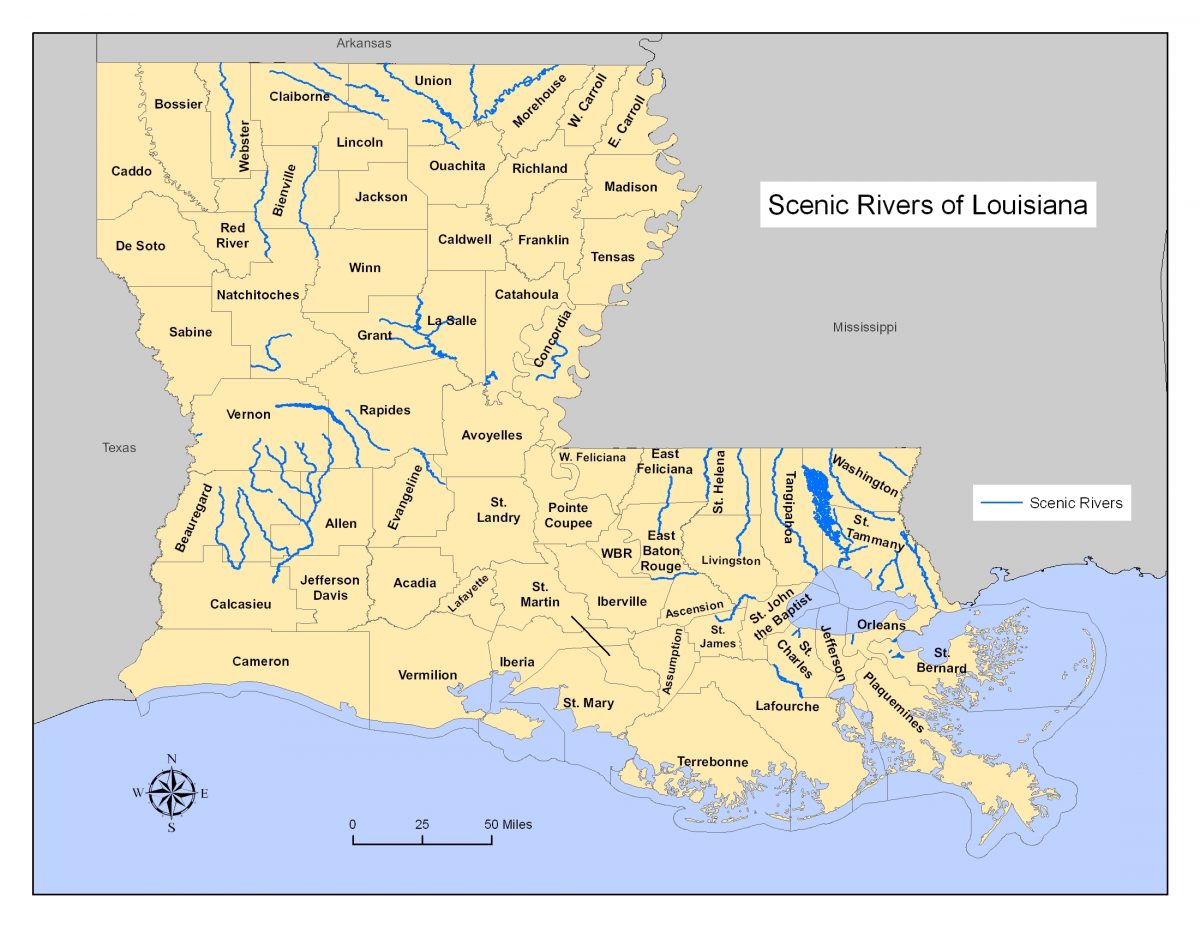 Arkansas
Union
Bossier
Claiborne
Morehouse
W. Carroll
E. Carroll
Webster
Lincoln
Caddo
Ouachita
Richland
Madison
Bienville
Jackson
Scenic Rivers of Louisiana
Red
River
De Soto
Caldwell
Franklin
Tensas
Winn
Natchitoches
Catahoula
Sabine
Grant
La Salle
Concordia
Mississippi
Vernon
Rapides
Avoyelles
Texas
W. Feliciana
East
Feliciana
St. Helena
Tangipahoa
Washington
Scenic Rivers
Beauregard
Allen
Evangeline
St.
Landry
Pointe
Coupee
St.
Tammany
East
Baton
Rouge
WBR
Livingston
Jefferson
Davis
Acadia
Lafayette
St.
Martin
Iberville
Calcasieu
Ascension
St. John
the Baptist
St.
James
Orleans
Cameron
Vermilion
Iberia
Assumption
St.
Charles
Jefferson
St.
Bernard
St. Mary
Lafourche
Plaquemines
Terrebonne
N
W
E
S
0 25 50 Miles